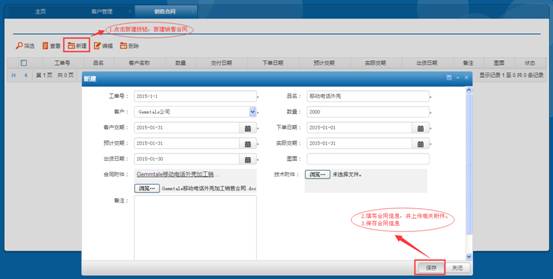 主页 客户管理 销售合同
1.点击新建按钮，新建销售合同
筛选 查看 新建 编辑 删除
工单号 品名 客户名称 数量 交付日期 下单日期 预计交期 实际交期 出货日期 备注 图面 状态
第 1 页 共 0 页 显示记录 1 至 0 共 0 条记录
新建
工单号： 2015-1-1 品名： 移动电话外壳
客户： Gemmtale公司 数量： 2000
客户交期： 2015-01-31 下单日期： 2015-01-01
预计交期： 2015-01-31 实际交期： 2015-01-31
出货日期： 2015-01-30 图面：
合同附件： Gemmtale移动电话外壳加工销... 技术附件： 浏览… 未选择文件。
浏览… Gemmtale移动电话外壳加工销售合同.doc
备注：
2.填写合同信息，并上传相关附件。
3.保存合同信息
保存 关闭